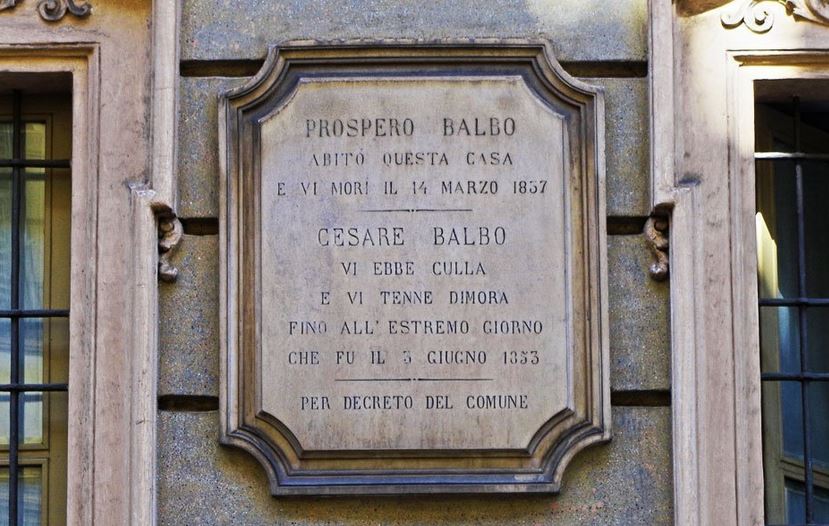 PROSPERO BALBO
ABITÒ QUESTA CASA
E VI MORÌ IL 14 MARZO 1837
CESARE BALBO
VI EBBE CULLA
E VI TENNE DIMORA
FINO ALL'ESTREMO GIORNO
CHE FU IL 3 GIUGNO 1853
PER DECRETO DEL COMUNE